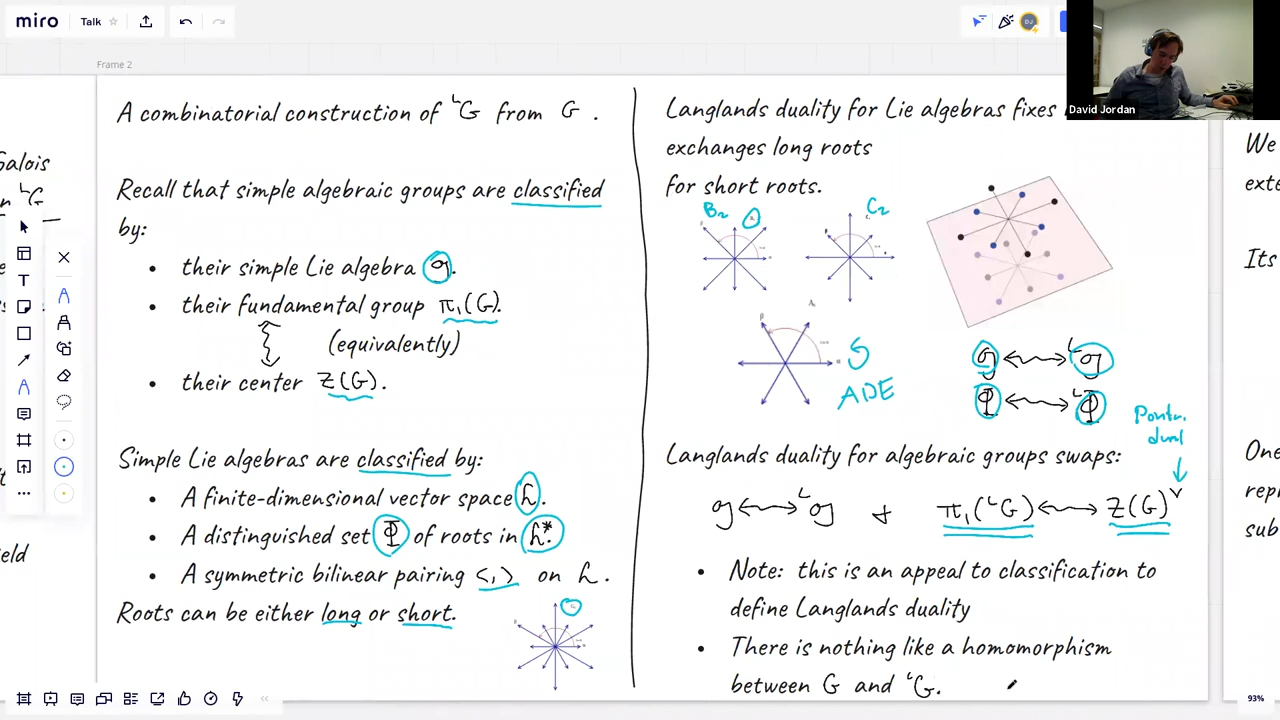 miro
Talk
Frame 2
DJ
David Jordan
A combinatorial construction of ᴸG from G .
Recall that simple algebraic groups are classified
by:
• their simple Lie algebra g.
• their fundamental group π₁(G).
(equivalently)
• their center Z(G).
Simple Lie algebras are classified by:
• A finite-dimensional vector space h.
• A distinguished set Φ of roots in h*.
• A symmetric bilinear pairing <,> on h.
Roots can be either long or short.
Langlands duality for Lie algebras fixes
exchanges long roots
for short roots.
B₂
C₂
ADE
g ↔ ᴸg
Φ ↔ ᴸΦ
Pontr.
dual
Langlands duality for algebraic groups swaps:
g ↔ ᴸg + π₁(ᴸG) ↔ Z(G)ᵛ
• Note: this is an appeal to classification to
define Langlands duality
• There is nothing like a homomorphism
between G and ᴸG.
alois
ᴸG
ield
We
exte
Its
One
repr
sub
93%